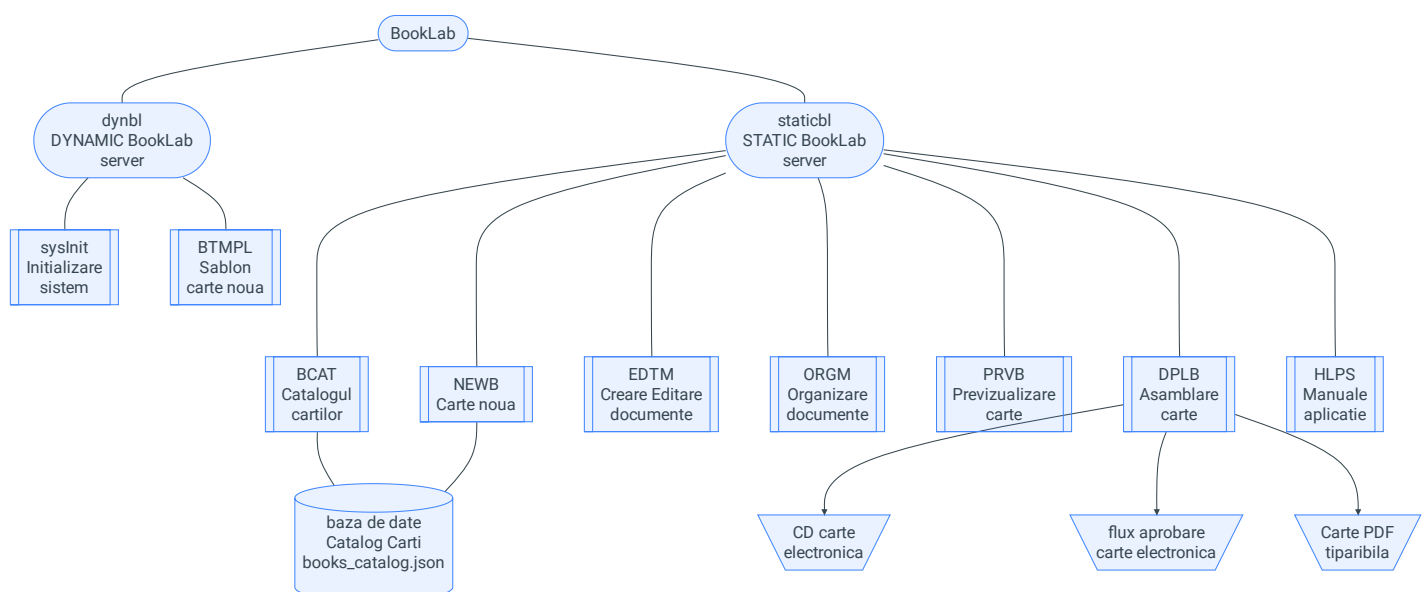 BookLab
dynbl
DYNAMIC BookLab
server
staticbl
STATIC BookLab
server
sysInit
Initializare
sistem
BTMPL
Sablon
carte noua
BCAT
Catalogul
cartilor
NEWB
Carte noua
EDTM
Creare Editare
documente
ORGM
Organizare
documente
PRVB
Previzualizare
carte
DPLB
Asamblare
carte
HLPS
Manuale
aplicatie
baza de date
Catalog Carti
books_catalog.json
CD carte
electronica
flux aprobare
carte electronica
Carte PDF
tiparibila